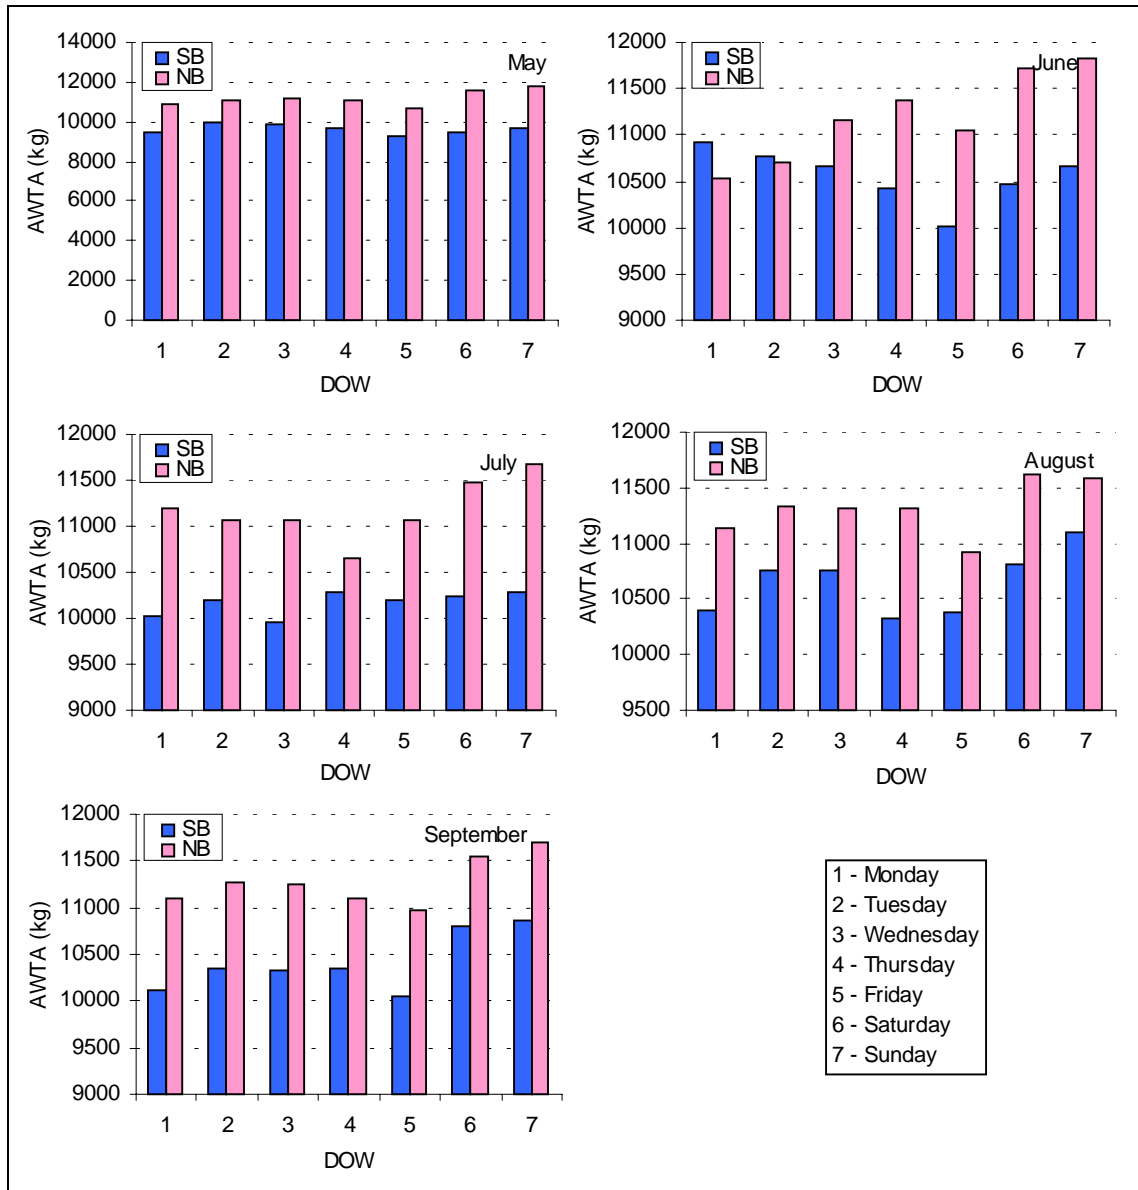 SB
NB
May
14000
12000
10000
8000
6000
4000
2000
0
AWTA (kg)
1 2 3 4 5 6 7
DOW
SB
NB
June
12000
11500
11000
10500
10000
9500
9000
AWTA (kg)
1 2 3 4 5 6 7
DOW
SB
NB
July
12000
11500
11000
10500
10000
9500
9000
AWTA (kg)
1 2 3 4 5 6 7
DOW
SB
NB
August
12000
11500
11000
10500
10000
9500
AWTA (kg)
1 2 3 4 5 6 7
DOW
SB
NB
September
12000
11500
11000
10500
10000
9500
9000
AWTA (kg)
1 2 3 4 5 6 7
DOW
1 - Monday
2 - Tuesday
3 - Wednesday
4 - Thursday
5 - Friday
6 - Saturday
7 - Sunday